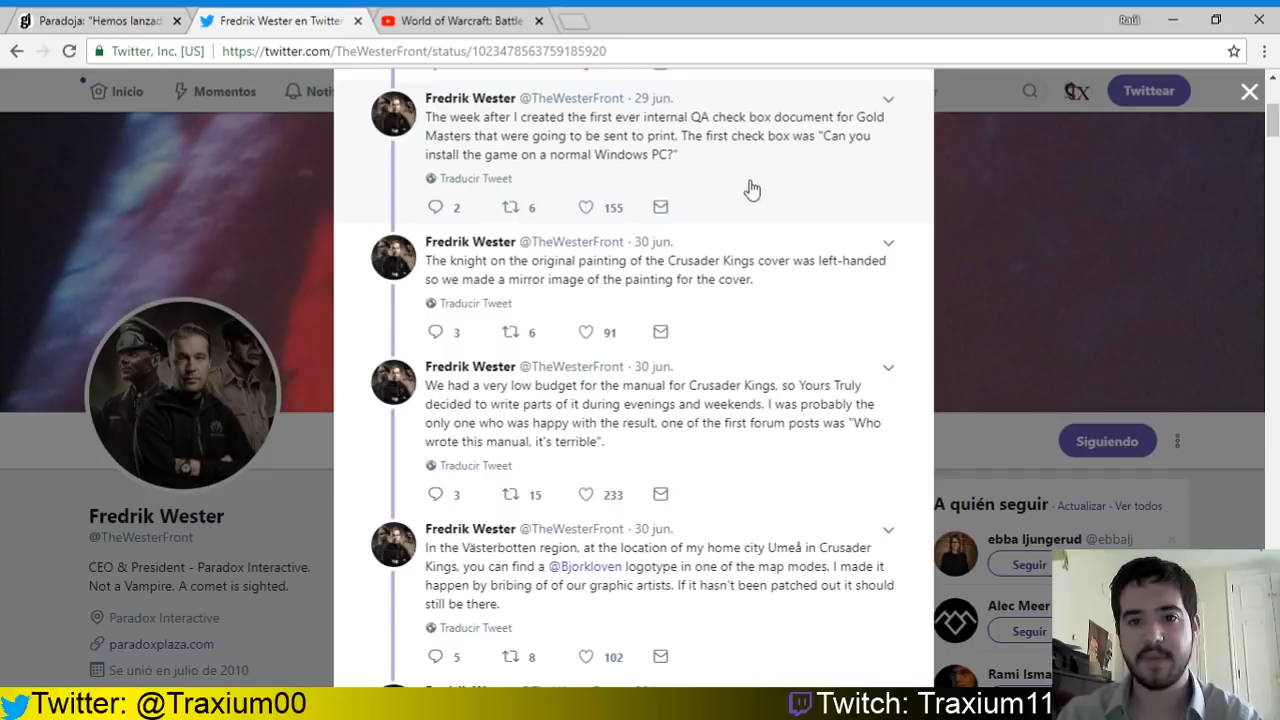 Paradoja: "Hemos lanzad
Fredrik Wester en Twitter
World of Warcraft: Battle
Raúl
Twitter, Inc. [US]
https://twitter.com/TheWesterFront/status/1023478563759185920
Inicio
Momentos
Noti
Twittear
Fredrik Wester @TheWesterFront · 29 jun.
The week after I created the first ever internal QA check box document for Gold
Masters that were going to be sent to print. The first check box was "Can you
install the game on a normal Windows PC?"
Traducir Tweet
2 6 155
Fredrik Wester @TheWesterFront · 30 jun.
The knight on the original painting of the Crusader Kings cover was left-handed
so we made a mirror image of the painting for the cover.
Traducir Tweet
3 6 91
Fredrik Wester @TheWesterFront · 30 jun.
We had a very low budget for the manual for Crusader Kings, so Yours Truly
decided to write parts of it during evenings and weekends. I was probably the
only one who was happy with the result, one of the first forum posts was "Who
wrote this manual, it's terrible".
Traducir Tweet
3 15 233
Fredrik Wester @TheWesterFront · 30 jun.
In the Västerbotten region, at the location of my home city Umeå in Crusader
Kings, you can find a @Bjorkloven logotype in one of the map modes. I made it
happen by bribing of of our graphic artists. If it hasn't been patched out it should
still be there.
Traducir Tweet
5 8 102
Fredrik Wester
@TheWesterFront
CEO & President - Paradox Interactive.
Not a Vampire. A comet is sighted.
Paradox Interactive
paradoxplaza.com
Se unió en julio de 2010
Siguiendo
A quién seguir · Actualizar · Ver todos
ebba ljungerud @ebbalj
Seguir
Alec Meer
Seguir
Rami Isma
Twitter: @Traxium00
Twitch: Traxium11